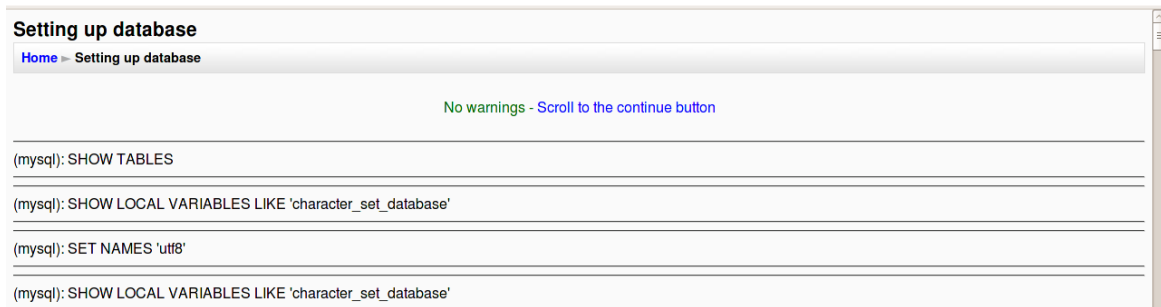 Setting up database
Home ► Setting up database
No warnings - Scroll to the continue button
(mysql): SHOW TABLES
(mysql): SHOW LOCAL VARIABLES LIKE 'character_set_database'
(mysql): SET NAMES 'utf8'
(mysql): SHOW LOCAL VARIABLES LIKE 'character_set_database'